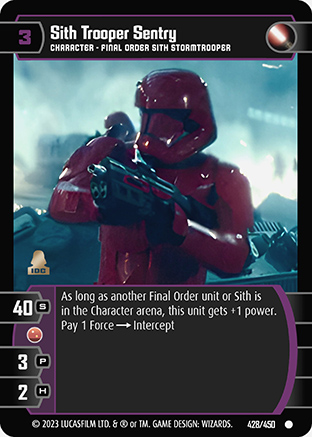 3
Sith Trooper Sentry
CHARACTER - FINAL ORDER SITH STORMTROOPER
IDC
40 S
3 P
2 H
As long as another Final Order unit or Sith is
in the Character arena, this unit gets +1 power.
Pay 1 Force → Intercept
© 2023 LUCASFILM LTD. & ® or TM. GAME DESIGN: WIZARDS. 428/450